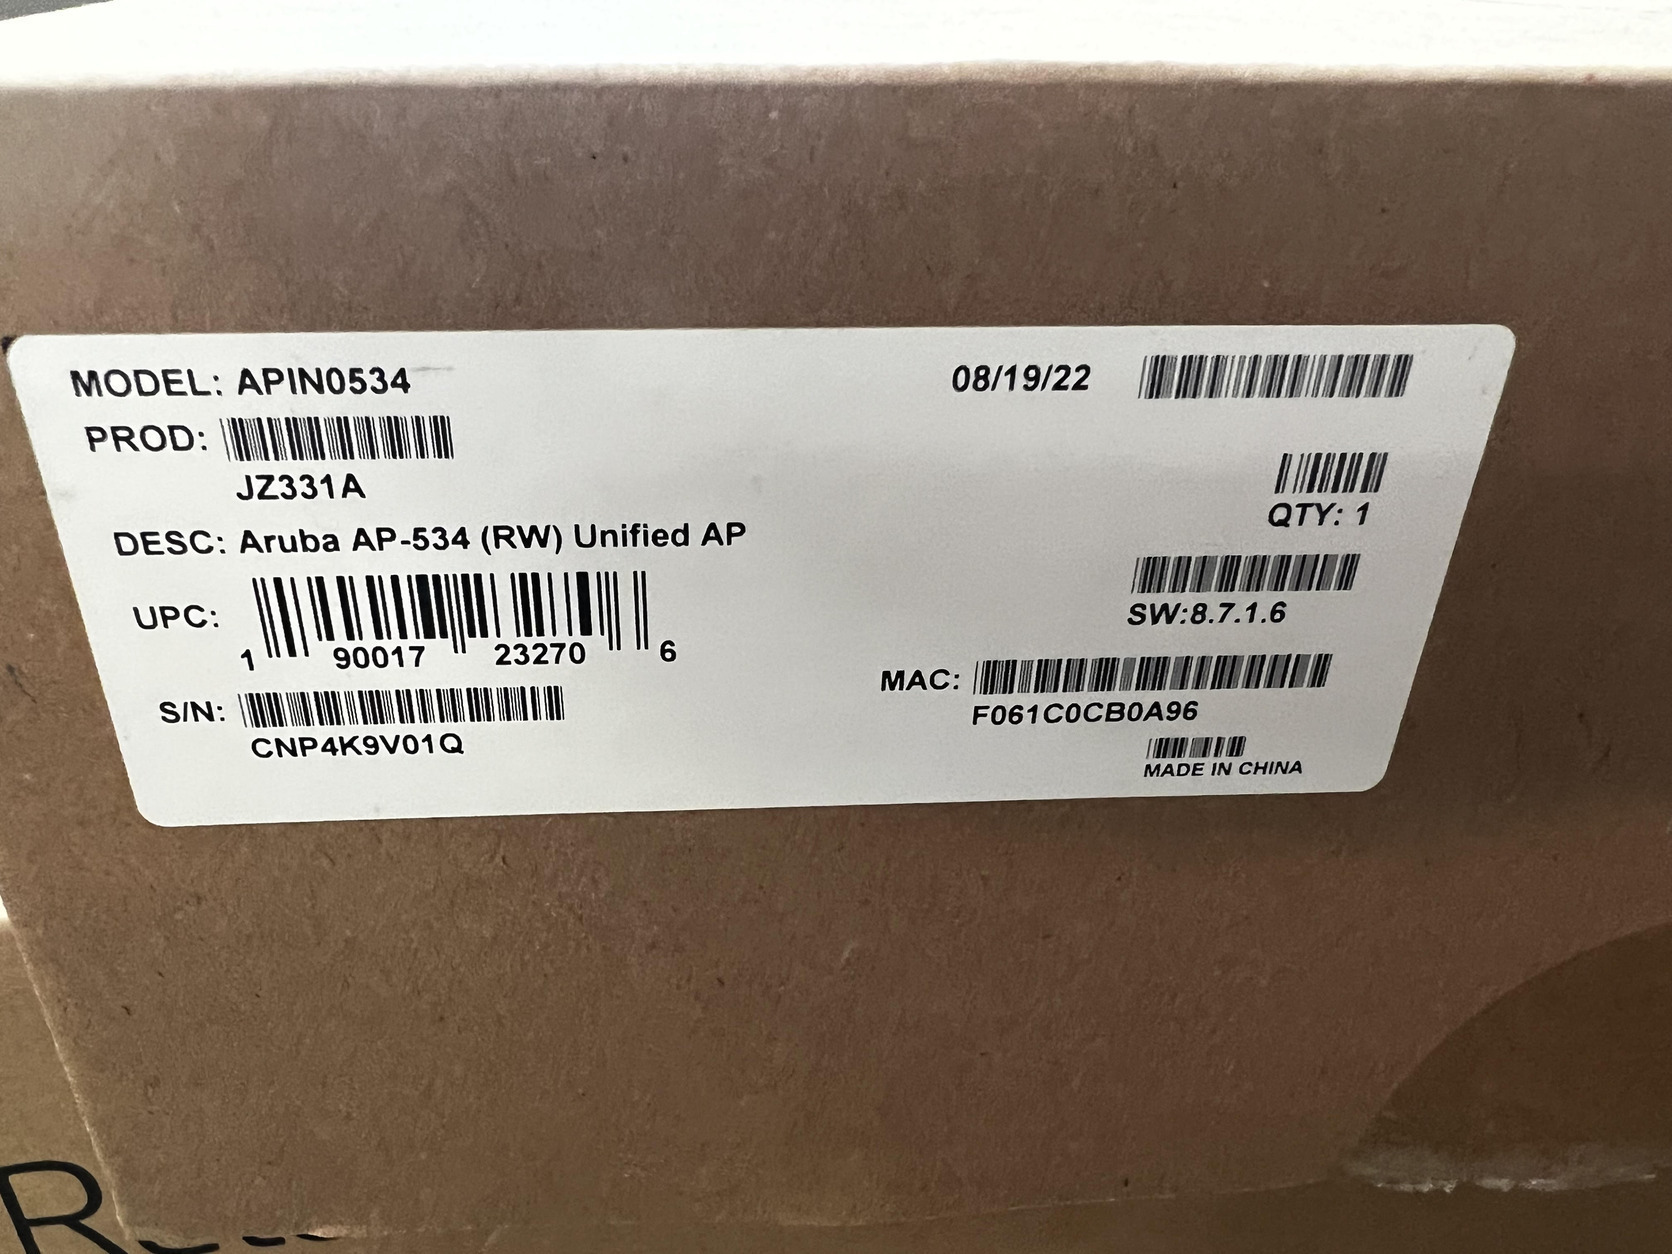 MODEL: APIN0534
08/19/22
PROD:
JZ331A
QTY: 1
DESC: Aruba AP-534 (RW) Unified AP
SW:8.7.1.6
UPC:
1 90017 23270 6
MAC:
F061C0CB0A96
S/N:
CNP4K9V01Q
MADE IN CHINA